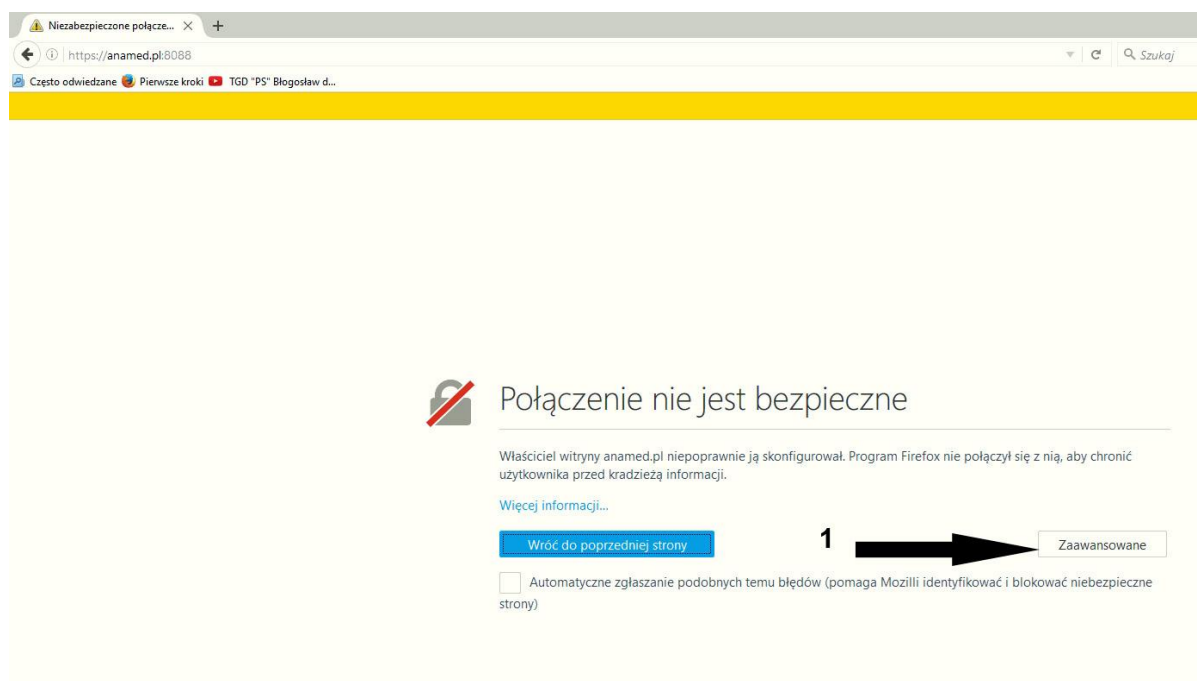 Niezabezpieczone połącze...
https://anamed.pl:8088
Szukaj
Często odwiedzane Pierwsze kroki TGD "PS" Błogosław d...
Połączenie nie jest bezpieczne
Właściciel witryny anamed.pl niepoprawnie ją skonfigurował. Program Firefox nie połączył się z nią, aby chronić
użytkownika przed kradzieżą informacji.
Więcej informacji...
Wróć do poprzedniej strony
1
Zaawansowane
Automatyczne zgłaszanie podobnych temu błędów (pomaga Mozilli identyfikować i blokować niebezpieczne
strony)